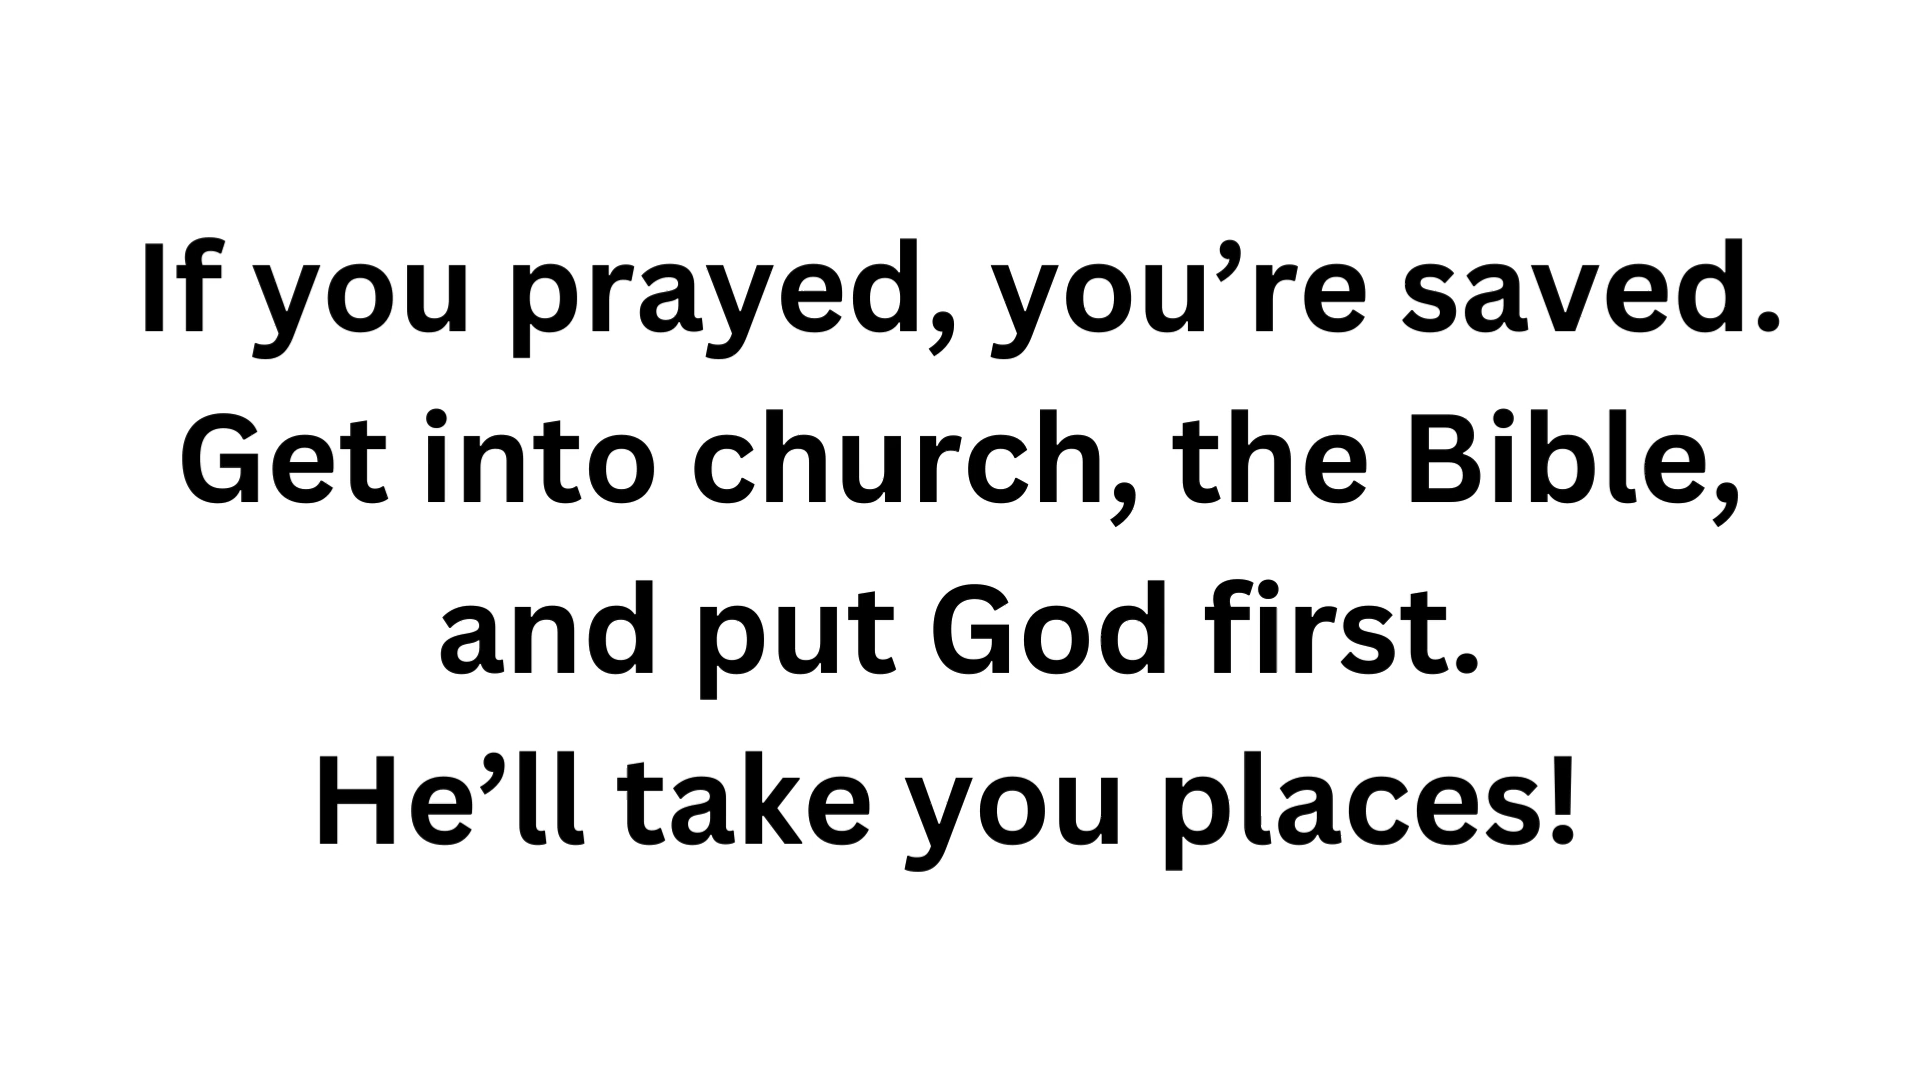 If you prayed, you’re saved.
Get into church, the Bible,
and put God first.
He’ll take you places!